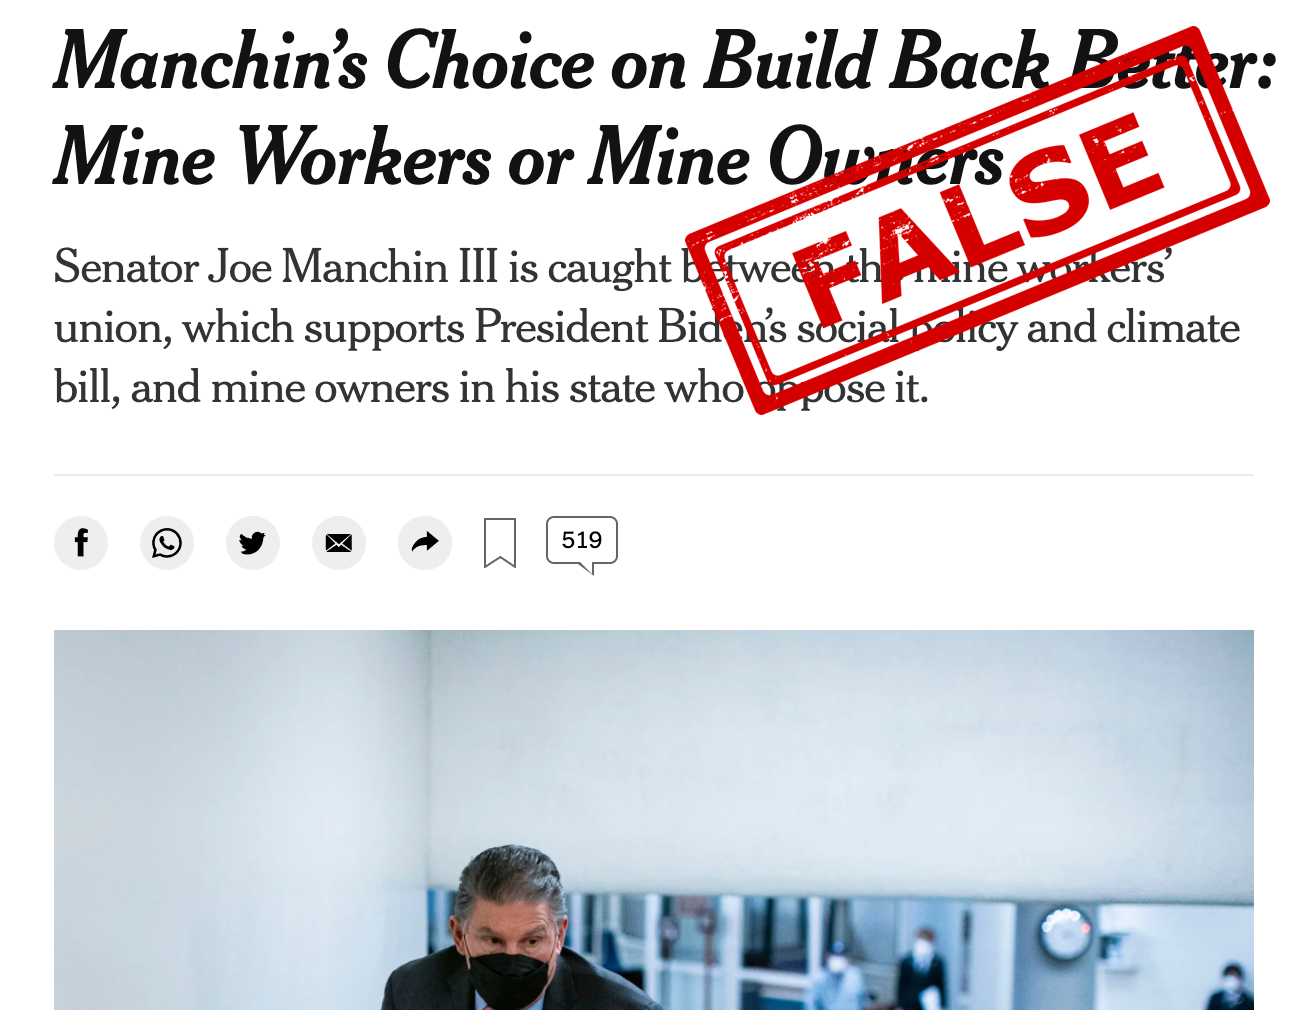 Manchin’s Choice on Build Back Better:
Mine Workers or Mine Owners
FALSE
Senator Joe Manchin III is caught between the mine workers’
union, which supports President Biden’s social policy and climate
bill, and mine owners in his state who oppose it.
519